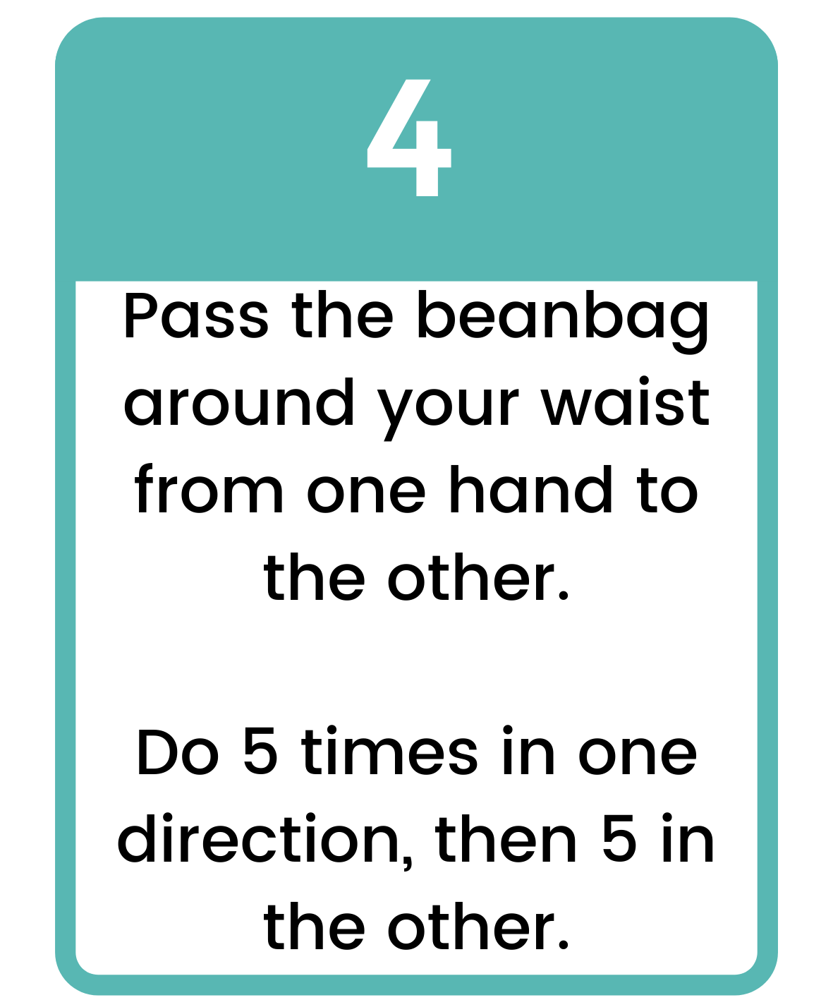 4
Pass the beanbag
around your waist
from one hand to
the other.
Do 5 times in one
direction, then 5 in
the other.